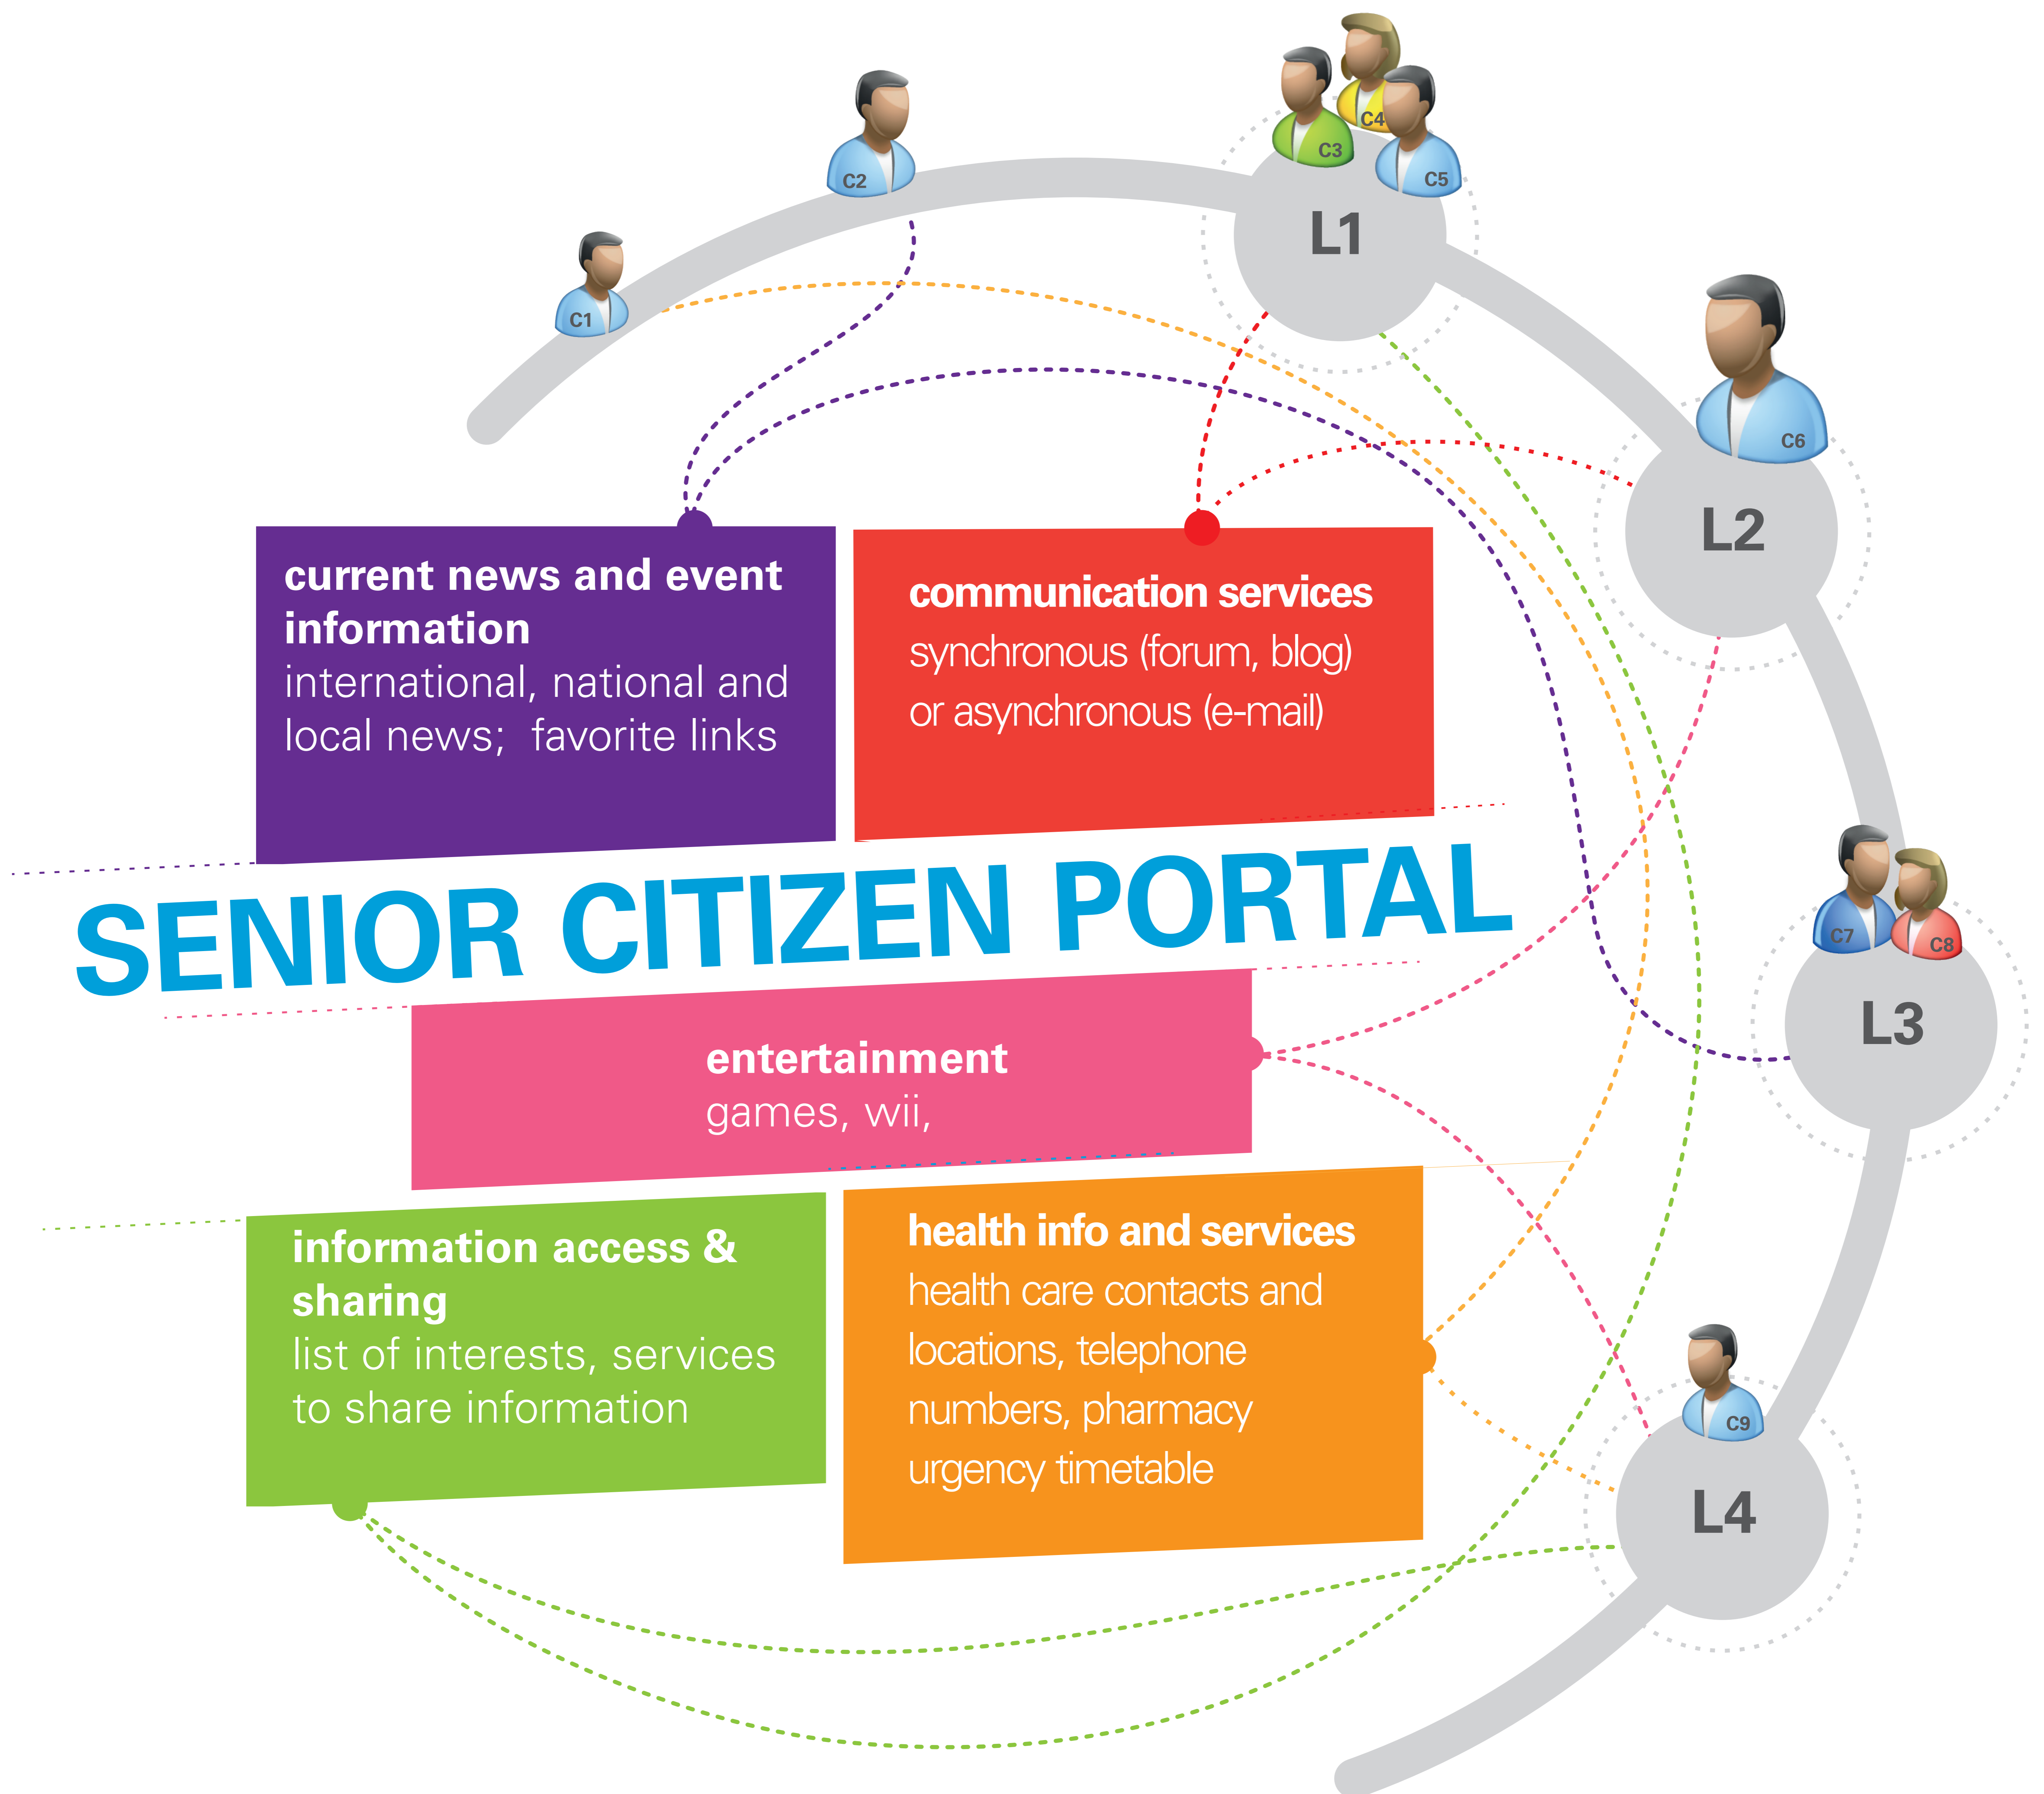 C4
C3
C5
C2
L1
C1
C6
L2
current news and event
information
international, national and
local news;  favorite links
communication services
synchronous (forum, blog)
or asynchronous (e-mail)
SENIOR CITIZEN PORTAL
C7
C8
L3
entertainment
games, wii,
information access &
sharing
list of interests, services
to share information
health info and services
health care contacts and
locations, telephone
numbers, pharmacy
urgency timetable
C9
L4